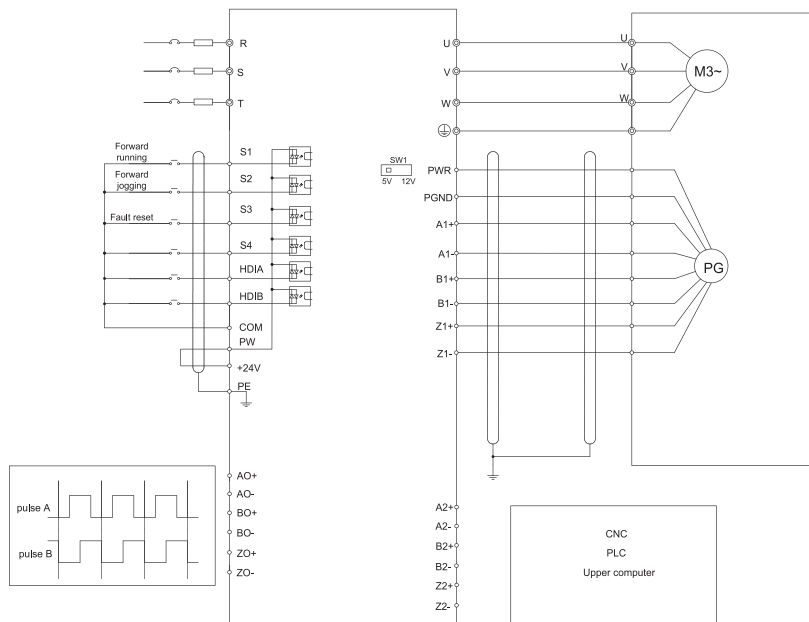 R
S
T
Forward
running
S1
Forward
jogging
S2
Fault reset
S3
S4
HDIA
HDIB
COM
PW
+24V
PE
U
V
W
U
V
W
M3~
SW1
5V 12V
PWR
PGND
A1+
A1-
B1+
B1-
Z1+
Z1-
PG
pulse A
pulse B
AO+
AO-
BO+
BO-
ZO+
ZO-
A2+
A2-
B2+
B2-
Z2+
Z2-
CNC
PLC
Upper computer